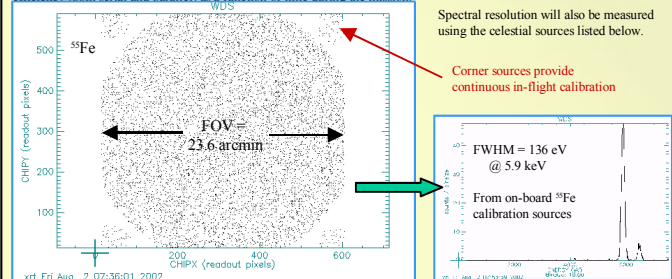 WDS
⁵⁵Fe
500
400
300
200
100
CHIPY (readout pixels)
FOV =
23.6 arcmin
200
400
600
CHIPX (readout pixels)
xrt Fri Aug 2 07:36:01 2002
Spectral resolution will also be measured
using the celestial sources listed below.
Corner sources provide
continuous in-flight calibration
WDS
FWHM = 136 eV
@ 5.9 keV
From on-board ⁵⁵Fe
calibration sources